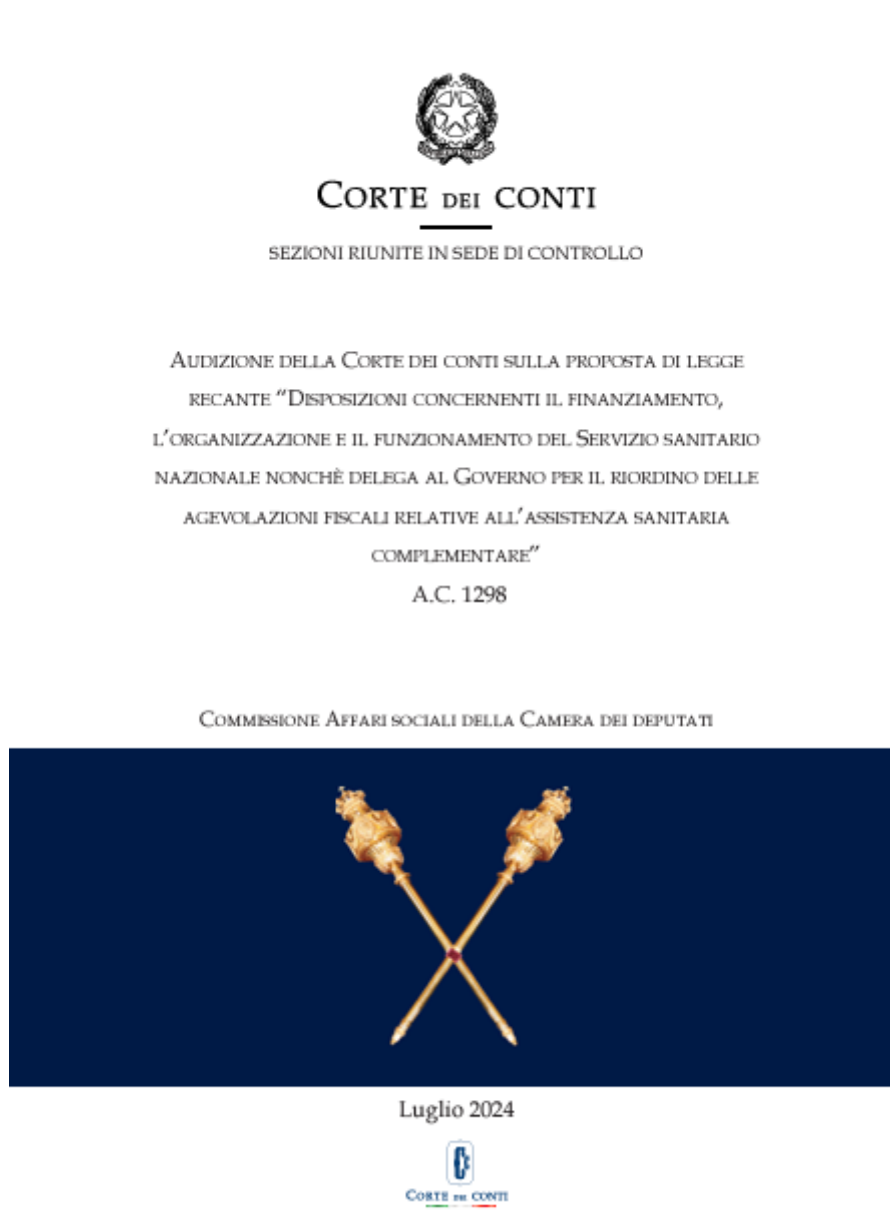 CORTE DEI CONTI
SEZIONI RIUNITE IN SEDE DI CONTROLLO
AUDIZIONE DELLA CORTE DEI CONTI SULLA PROPOSTA DI LEGGE
RECANTE “DISPOSIZIONI CONCERNENTI IL FINANZIAMENTO,
L’ORGANIZZAZIONE E IL FUNZIONAMENTO DEL SERVIZIO SANITARIO
NAZIONALE NONCHÈ DELEGA AL GOVERNO PER IL RIORDINO DELLE
AGEVOLAZIONI FISCALI RELATIVE ALL’ASSISTENZA SANITARIA
COMPLEMENTARE”
A.C. 1298
COMMISSIONE AFFARI SOCIALI DELLA CAMERA DEI DEPUTATI
Luglio 2024
CORTE DEI CONTI